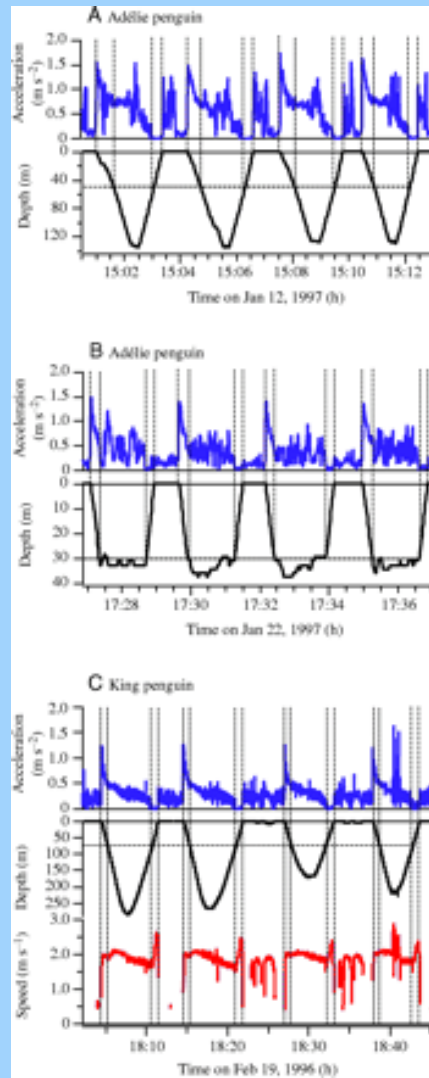 A Adélie penguin
Acceleration
(m s⁻²)
2.0
1.5
1.0
0.5
0
Depth (m)
0
40
80
120
15:02 15:04 15:06 15:08 15:10 15:12
Time on Jan 12, 1997 (h)
B Adélie penguin
Acceleration
(m s⁻²)
2.0
1.5
1.0
0.5
0
Depth (m)
0
10
20
30
40
17:28 17:30 17:32 17:34 17:36
Time on Jan 22, 1997 (h)
C King penguin
Acceleration
(m s⁻²)
2.0
1.5
1.0
0.5
0
Depth (m)
0
50
100
150
200
250
Speed (m s⁻¹)
3.0
2.0
1.0
0
18:10 18:20 18:30 18:40
Time on Feb 19, 1996 (h)